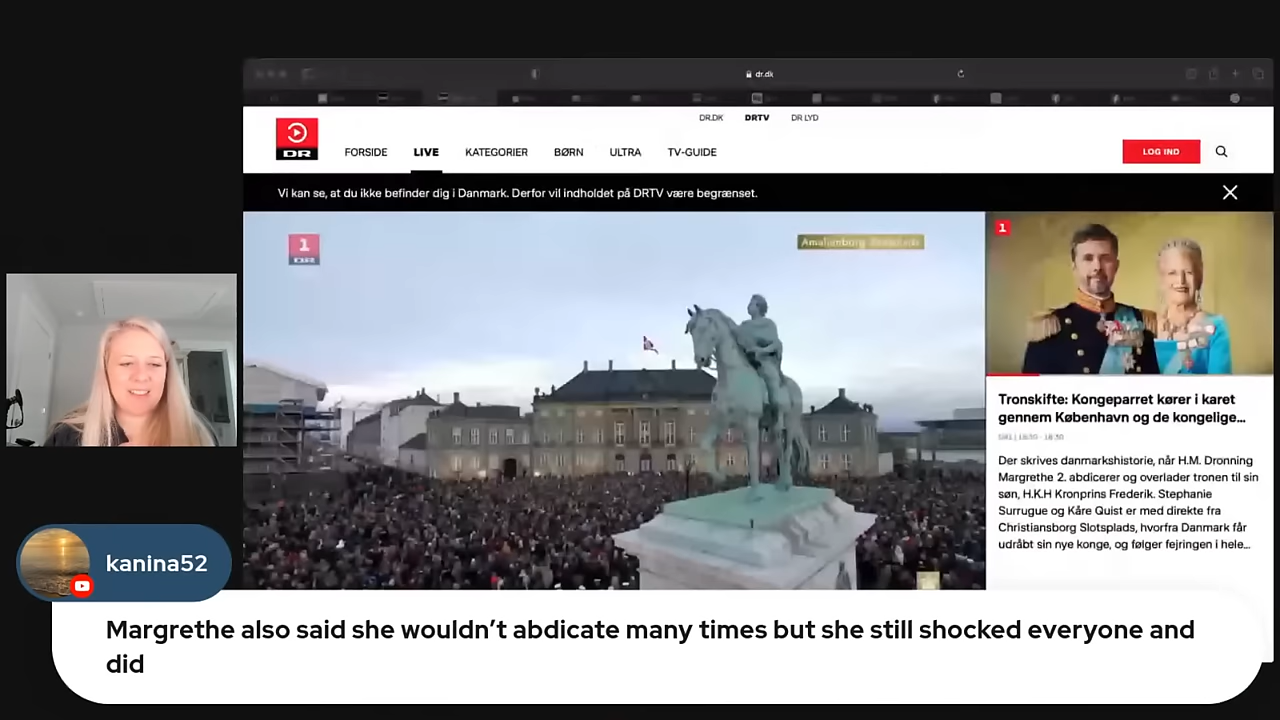 dr.dk
DR.DK DRTV DR LYD
DR
FORSIDE LIVE KATEGORIER BØRN ULTRA TV-GUIDE
LOG IND
Vi kan se, at du ikke befinder dig i Danmark. Derfor vil indholdet på DRTV være begrænset.
1
DR
Amalienborg Slotsplads
1
Tronskifte: Kongeparret kører i karet
gennem København og de kongelige...
Der skrives danmarkshistorie, når H.M. Dronning
Margrethe 2. abdicerer og overlader tronen til sin
søn, H.K.H Kronprins Frederik. Stephanie
Surrugue og Kåre Quist er med direkte fra
Christiansborg Slotsplads, hvorfra Danmark får
udråbt sin nye konge, og følger fejringen i hele...
kanina52
Margrethe also said she wouldn’t abdicate many times but she still shocked everyone and
did